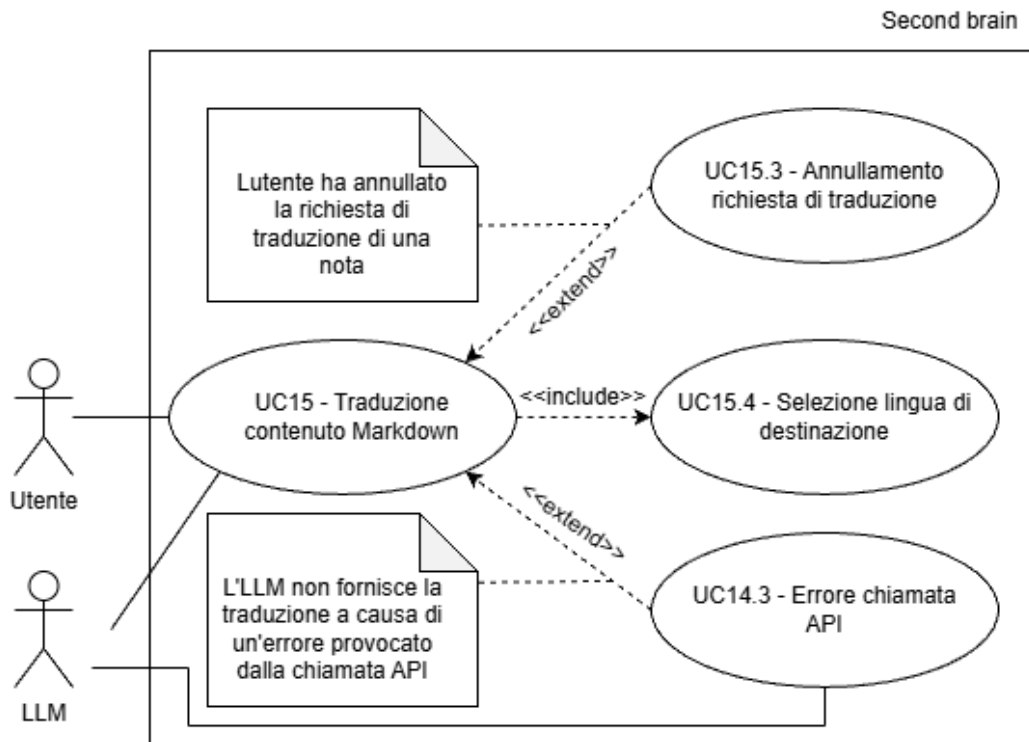 Second brain
Lutente ha annullato
la richiesta di
traduzione di una
nota
UC15.3 - Annullamento
richiesta di traduzione
<<extend>>
UC15 - Traduzione
contenuto Markdown
<<include>>
UC15.4 - Selezione lingua di
destinazione
Utente
<<extend>>
L'LLM non fornisce la
traduzione a causa di
un'errore provocato
dalla chiamata API
UC14.3 - Errore chiamata
API
LLM